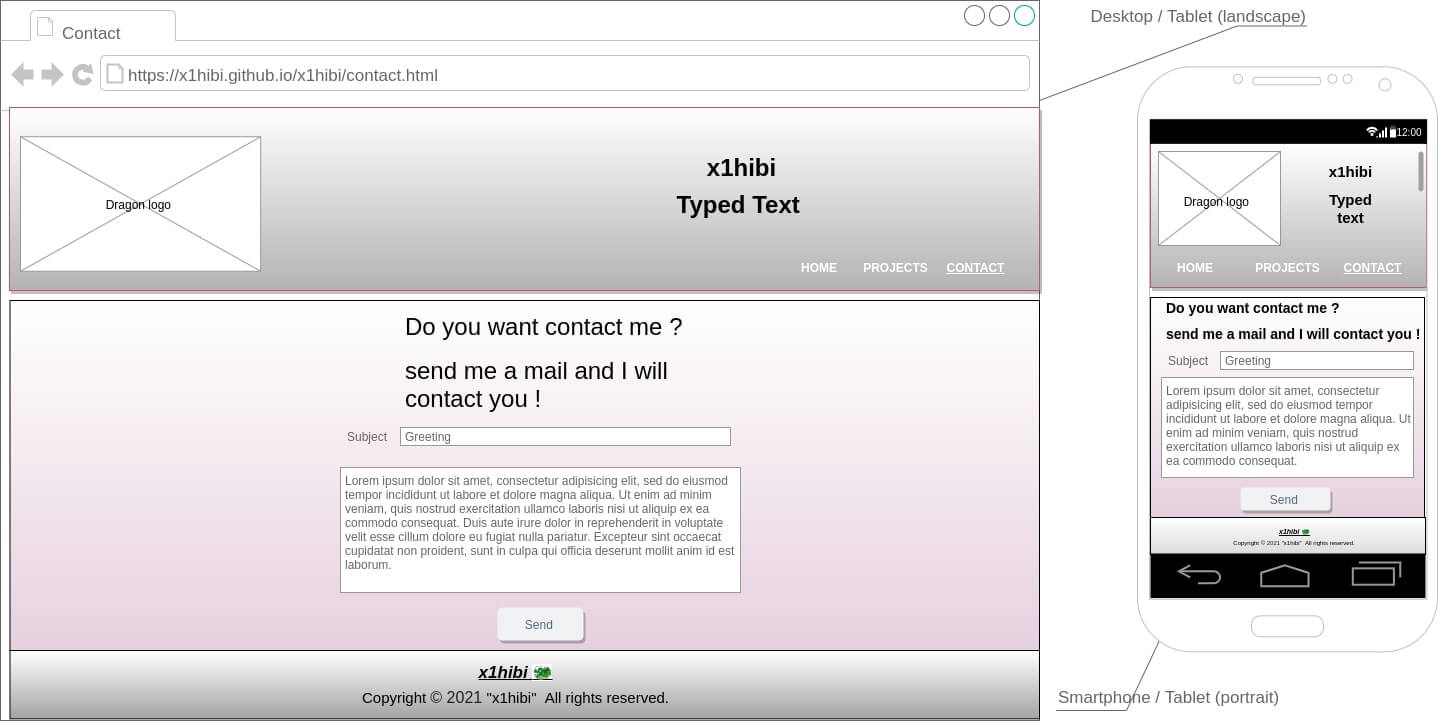 Contact
https://x1hibi.github.io/x1hibi/contact.html
Dragon logo
x1hibi
Typed Text
HOME PROJECTS CONTACT
Do you want contact me ?
send me a mail and I will
contact you !
Subject Greeting
Lorem ipsum dolor sit amet, consectetur adipisicing elit, sed do eiusmod
tempor incididunt ut labore et dolore magna aliqua. Ut enim ad minim
veniam, quis nostrud exercitation ullamco laboris nisi ut aliquip ex ea
commodo consequat. Duis aute irure dolor in reprehenderit in voluptate
velit esse cillum dolore eu fugiat nulla pariatur. Excepteur sint occaecat
cupidatat non proident, sunt in culpa qui officia deserunt mollit anim id est
laborum.
Send
x1hibi
Copyright © 2021 "x1hibi" All rights reserved.
Desktop / Tablet (landscape)
12:00
Dragon logo
x1hibi
Typed
text
HOME PROJECTS CONTACT
Do you want contact me ?
send me a mail and I will contact you !
Subject Greeting
Lorem ipsum dolor sit amet, consectetur
adipisicing elit, sed do eiusmod tempor
incididunt ut labore et dolore magna aliqua. Ut
enim ad minim veniam, quis nostrud
exercitation ullamco laboris nisi ut aliquip ex
ea commodo consequat.
Send
x1hibi
Copyright © 2021 "x1hibi" All rights reserved.
Smartphone / Tablet (portrait)